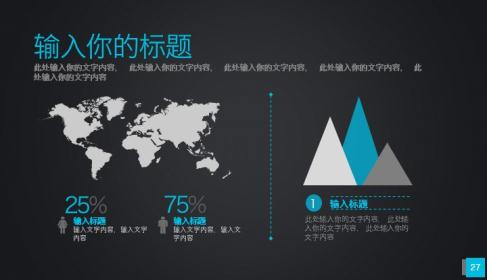 输入你的标题
此处输入你的文字内容， 此处输入你的文字内容， 此处输入你的文字内容， 此处输入你的文字内容， 此
处输入你的文字内容
25%
输入标题
输入文字内容，输入文字
内容
75%
输入标题
输入文字内容，输入文
字内容
1 输入标题
此处输入你的文字内容， 此处输
入你的文字内容， 此处输入你的
文字内容
27